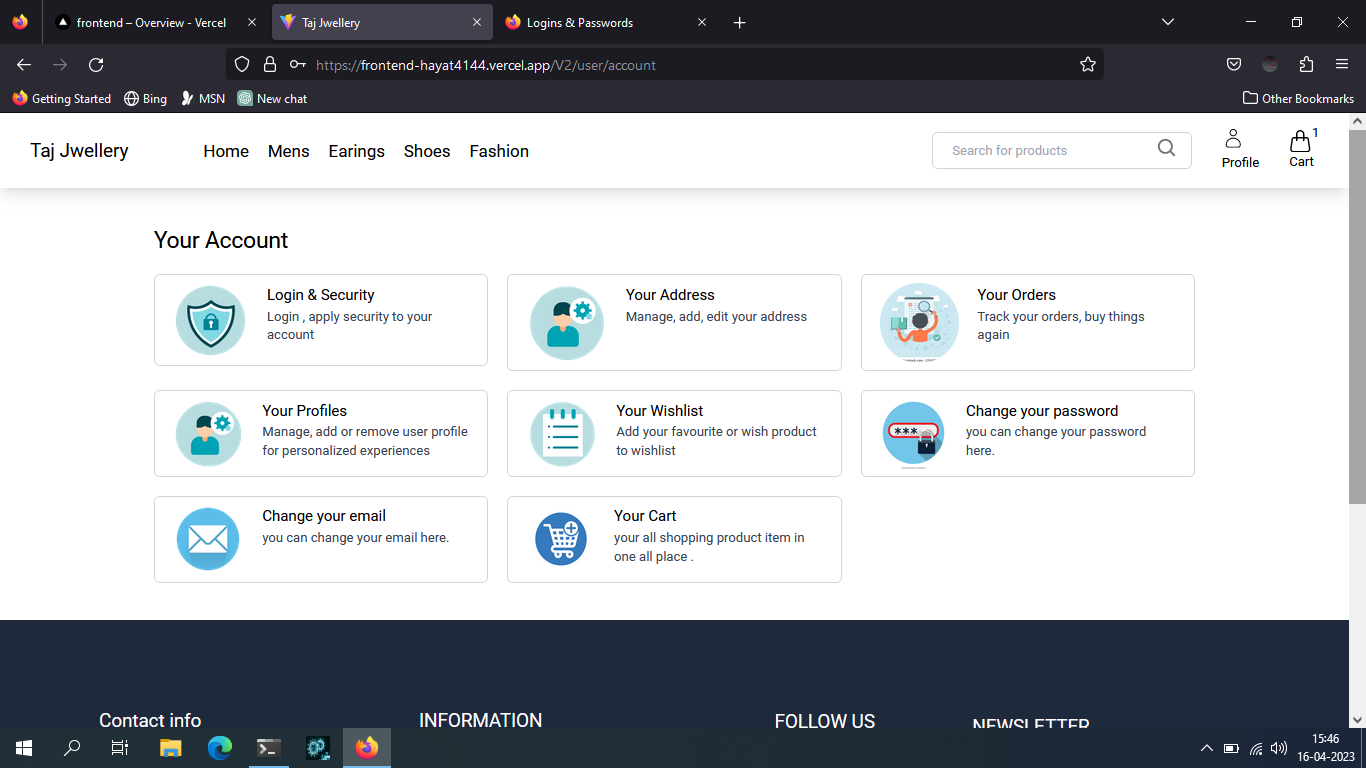 frontend – Overview - Vercel
Taj Jwellery
Logins & Passwords
https://frontend-hayat4144.vercel.app/V2/user/account
Getting Started
Bing
MSN
New chat
Other Bookmarks
Taj Jwellery
Home
Mens
Earings
Shoes
Fashion
Search for products
Profile
1
Cart
Your Account
Login & Security
Login , apply security to your
account
Your Address
Manage, add, edit your address
Your Orders
Track your orders, buy things
again
Your Profiles
Manage, add or remove user profile
for personalized experiences
Your Wishlist
Add your favourite or wish product
to wishlist
***
Change your password
you can change your password
here.
Change your email
you can change your email here.
Your Cart
your all shopping product item in
one all place .
Contact info
INFORMATION
FOLLOW US
NEWSLETTER
15:46
16-04-2023